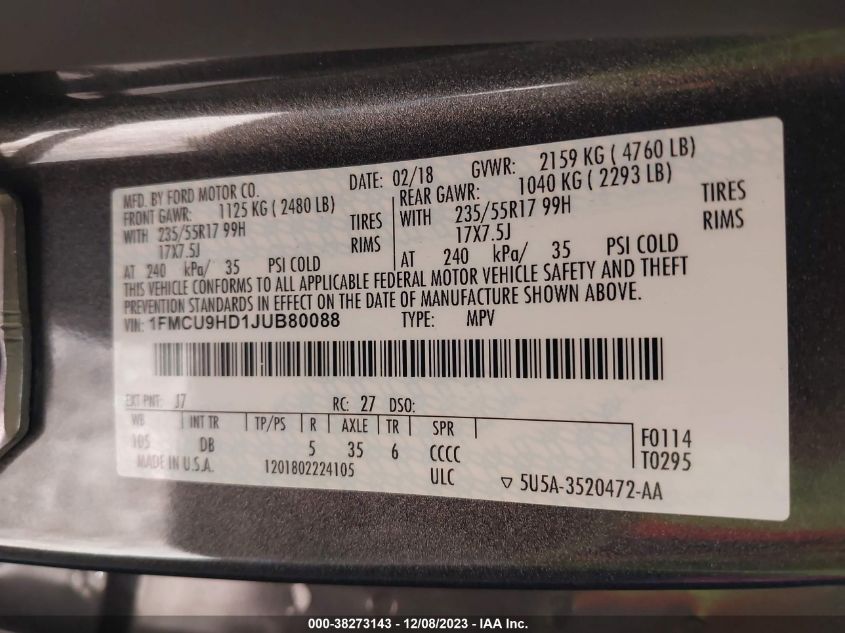 MFD. BY FORD MOTOR CO.
DATE: 02/18 GVWR: 2159 KG ( 4760 LB)
FRONT GAWR: 1125 KG ( 2480 LB) REAR GAWR: 1040 KG ( 2293 LB)
WITH 235/55R17 99H TIRES WITH 235/55R17 99H TIRES
17X7.5J RIMS 17X7.5J RIMS
AT 240 kPa/ 35 PSI COLD AT 240 kPa/ 35 PSI COLD
THIS VEHICLE CONFORMS TO ALL APPLICABLE FEDERAL MOTOR VEHICLE SAFETY AND THEFT
PREVENTION STANDARDS IN EFFECT ON THE DATE OF MANUFACTURE SHOWN ABOVE.
VIN: 1FMCU9HD1JUB80088 TYPE: MPV
EXT PNT: J7 RC: 27 DSO:
WB INT TR TP/PS R AXLE TR SPR
105 DB 5 35 6 CCCC F0114
MADE IN U.S.A. 1201802224105 ULC T0295
▽ 5U5A-3520472-AA
000-38273143 - 12/08/2023 - IAA Inc.